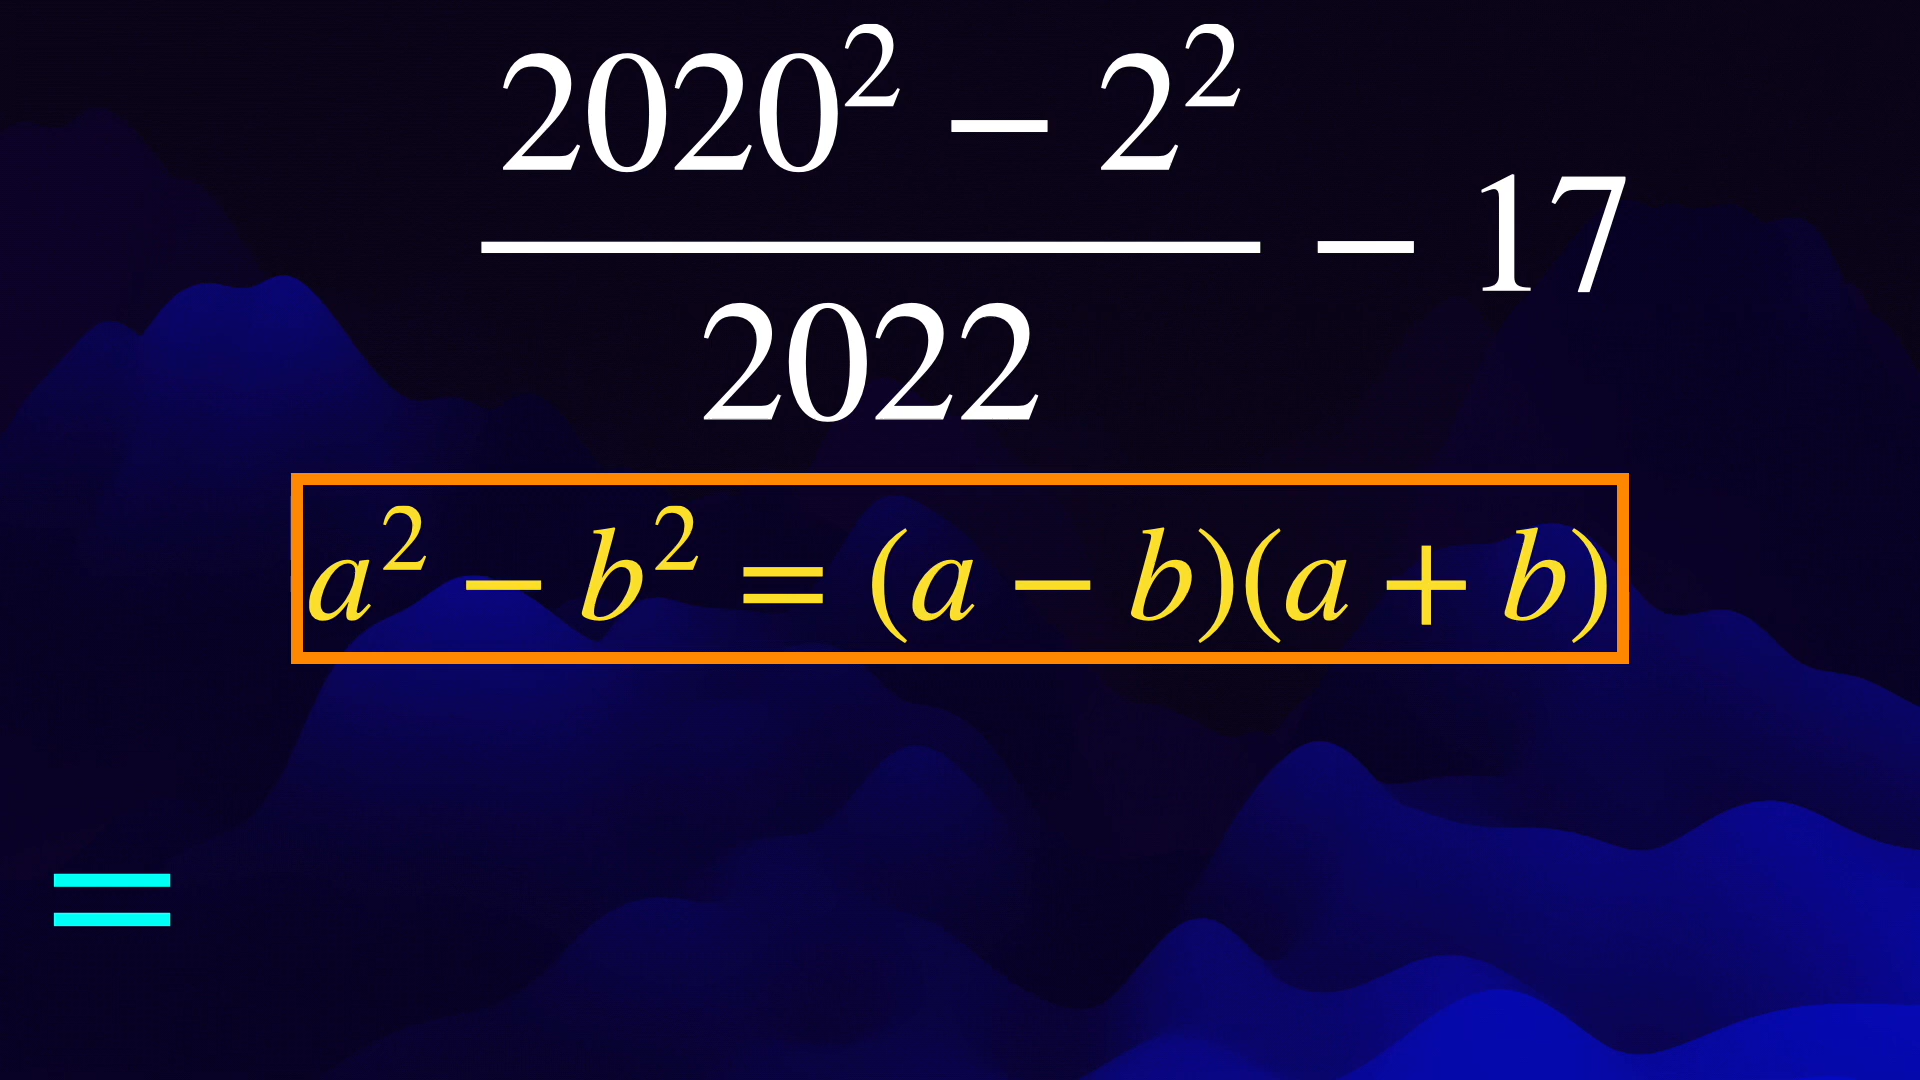 2020² − 2²
− 17
2022
a² − b² = (a − b)(a + b)
=